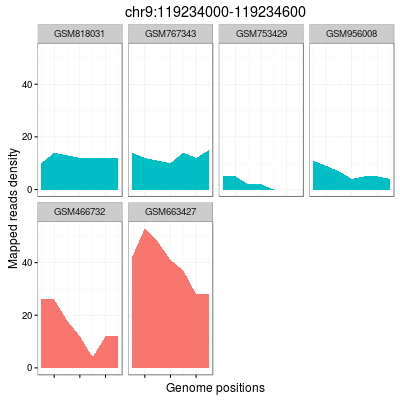 chr9:119234000-119234600
GSM818031 GSM767343 GSM753429 GSM956008
40
20
0
GSM466732 GSM663427
40
20
0
Mapped reads density
Genome positions